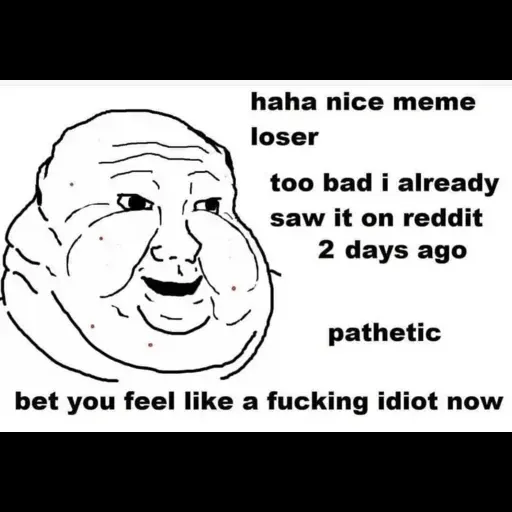 haha nice meme
loser
too bad i already
saw it on reddit
2 days ago
pathetic
bet you feel like a fucking idiot now